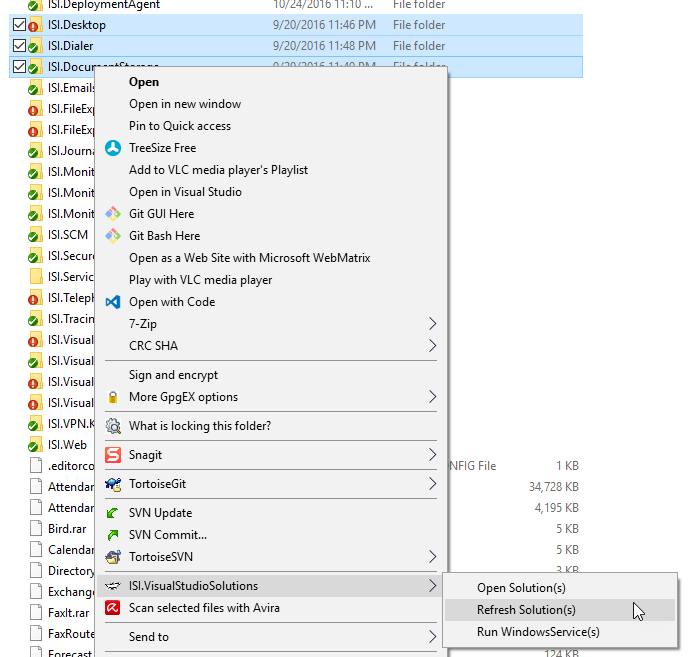 ISI.DeploymentAgent 10/24/2016 11:10 ... File folder
ISI.Desktop 9/20/2016 11:46 PM File folder
ISI.Dialer 9/20/2016 11:48 PM File folder
ISI.DocumentStorage 9/20/2016 11:49 PM File folder
ISI.Emails
ISI.FileExp
ISI.FileExp
ISI.Journa
ISI.Monit
ISI.Monit
ISI.Monit
ISI.SCM
ISI.Secure
ISI.Servic
ISI.Teleph
ISI.Tracin
ISI.Visual
ISI.Visual
ISI.Visual
ISI.Visual
ISI.VPN.K
ISI.Web
.editorco NFIG File 1 KB
Attendar 34,728 KB
Attendar 4,195 KB
Bird.rar 5 KB
Calendar 5 KB
Directory 3 KB
Exchange
FaxIt.rar
FaxRoute
Forecast 124 KB
Open
Open in new window
Pin to Quick access
TreeSize Free
Add to VLC media player's Playlist
Open in Visual Studio
Git GUI Here
Git Bash Here
Open as a Web Site with Microsoft WebMatrix
Play with VLC media player
Open with Code
7-Zip
CRC SHA
Sign and encrypt
More GpgEX options
What is locking this folder?
Snagit
TortoiseGit
SVN Update
SVN Commit...
TortoiseSVN
ISI.VisualStudioSolutions
Scan selected files with Avira
Send to
Open Solution(s)
Refresh Solution(s)
Run WindowsService(s)